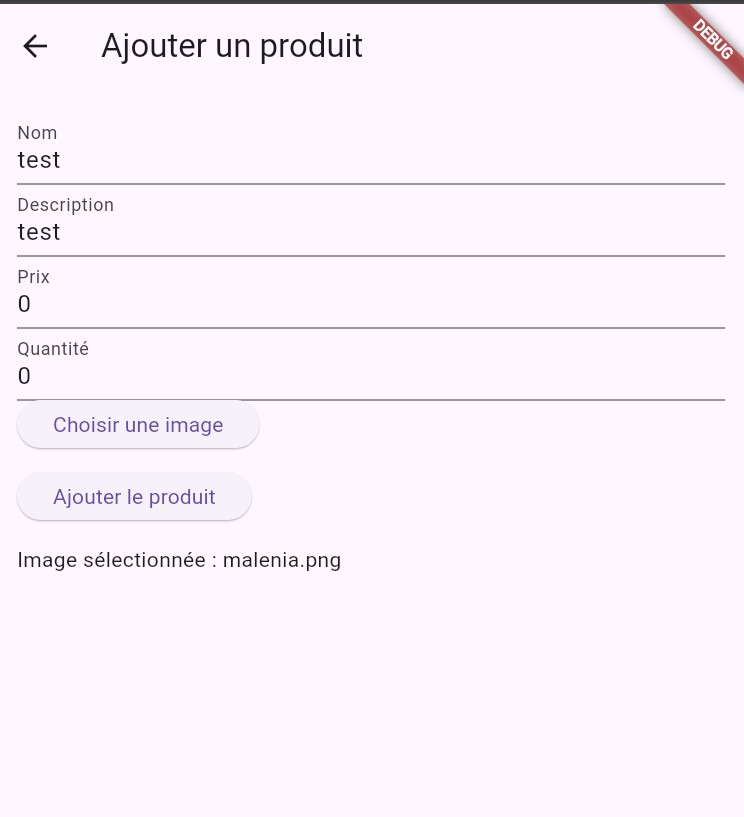 Ajouter un produit
DEBUG
Nom
test
Description
test
Prix
0
Quantité
0
Choisir une image
Ajouter le produit
Image sélectionnée : malenia.png